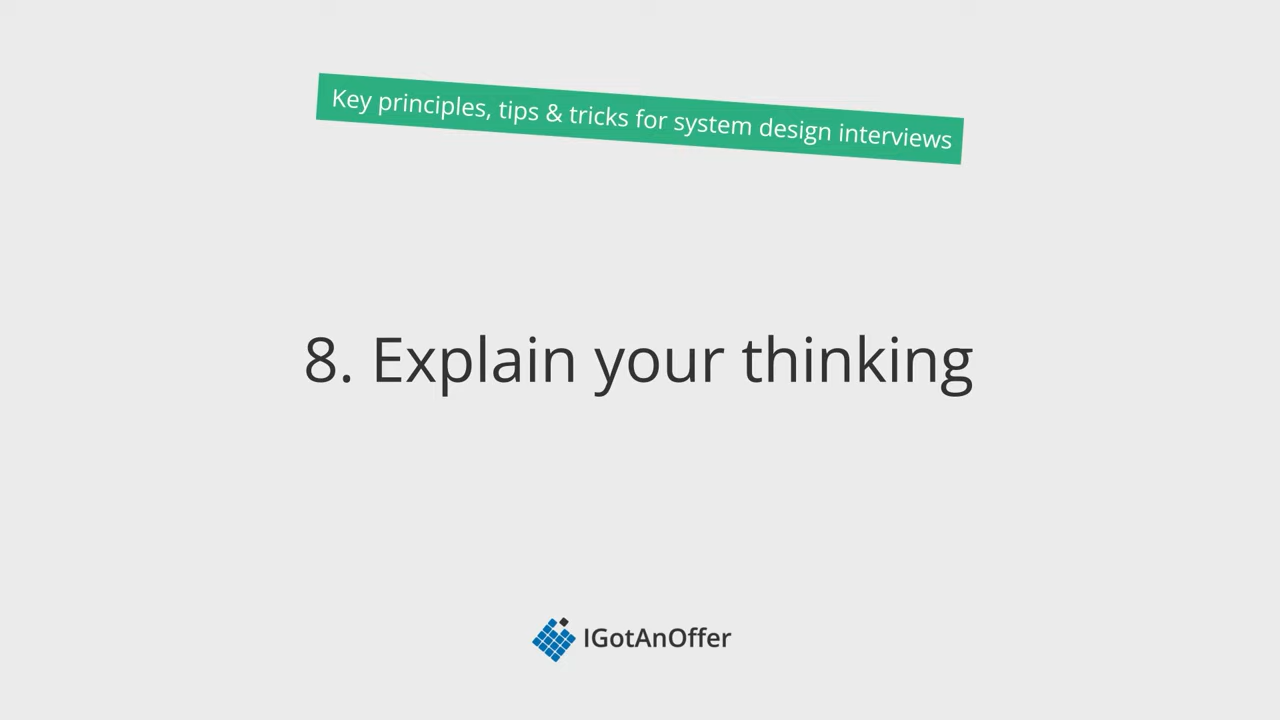 Key principles, tips & tricks for system design interviews
8. Explain your thinking
IGotAnOffer